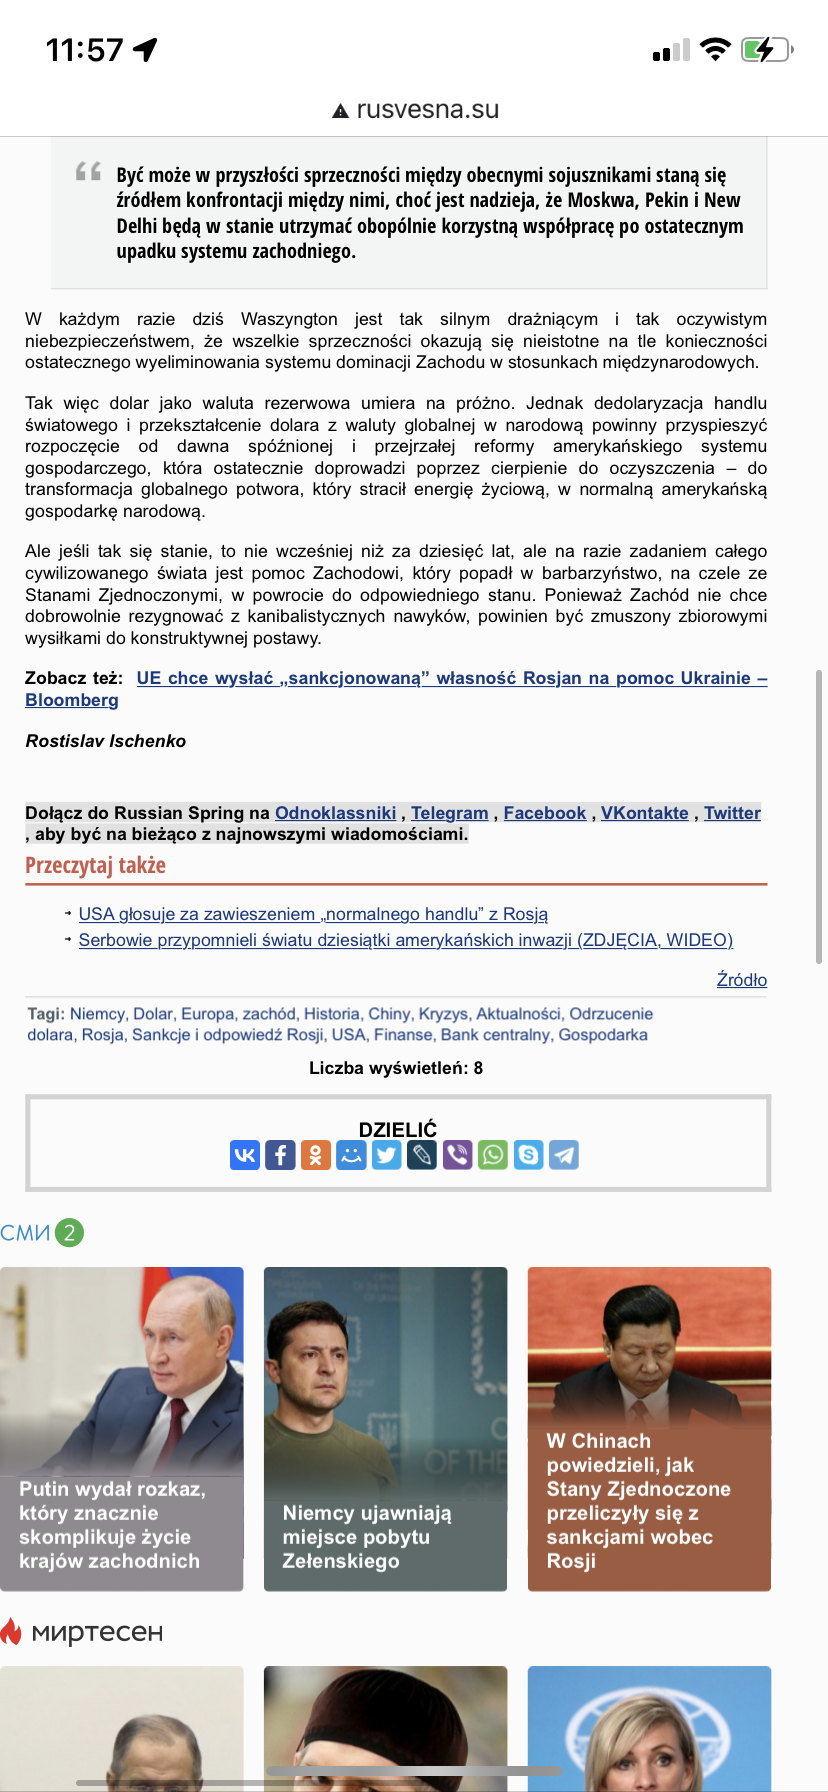 11:57
rusvesna.su
Być może w przyszłości sprzeczności między obecnymi sojusznikami staną się
źródłem konfrontacji między nimi, choć jest nadzieja, że Moskwa, Pekin i New
Delhi będą w stanie utrzymać obopólnie korzystną współpracę po ostatecznym
upadku systemu zachodniego.
W każdym razie dziś Waszyngton jest tak silnym drażniącym i tak oczywistym
niebezpieczeństwem, że wszelkie sprzeczności okazują się nieistotne na tle konieczności
ostatecznego wyeliminowania systemu dominacji Zachodu w stosunkach międzynarodowych.
Tak więc dolar jako waluta rezerwowa umiera na próżno. Jednak dedolaryzacja handlu
światowego i przekształcenie dolara z waluty globalnej w narodową powinny przyspieszyć
rozpoczęcie od dawna spóźnionej i przejrzałej reformy amerykańskiego systemu
gospodarczego, która ostatecznie doprowadzi poprzez cierpienie do oczyszczenia – do
transformacja globalnego potwora, który stracił energię życiową, w normalną amerykańską
gospodarkę narodową.
Ale jeśli tak się stanie, to nie wcześniej niż za dziesięć lat, ale na razie zadaniem całego
cywilizowanego świata jest pomoc Zachodowi, który popadł w barbarzyństwo, na czele ze
Stanami Zjednoczonymi, w powrocie do odpowiedniego stanu. Ponieważ Zachód nie chce
dobrowolnie rezygnować z kanibalistycznych nawyków, powinien być zmuszony zbiorowymi
wysiłkami do konstruktywnej postawy.
Zobacz też: UE chce wysłać „sankcjonowaną” własność Rosjan na pomoc Ukrainie –
Bloomberg
Rostislav Ischenko
Dołącz do Russian Spring na Odnoklassniki , Telegram , Facebook , VKontakte , Twitter
, aby być na bieżąco z najnowszymi wiadomościami.
Przeczytaj także
USA głosuje za zawieszeniem „normalnego handlu” z Rosją
Serbowie przypomnieli światu dziesiątki amerykańskich inwazji (ZDJĘCIA, WIDEO)
Źródło
Tagi: Niemcy, Dolar, Europa, zachód, Historia, Chiny, Kryzys, Aktualności, Odrzucenie
dolara, Rosja, Sankcje i odpowiedź Rosji, USA, Finanse, Bank centralny, Gospodarka
Liczba wyświetleń: 8
DZIELIĆ
СМИ 2
Putin wydał rozkaz,
który znacznie
skomplikuje życie
krajów zachodnich
OF THE
Niemcy ujawniają
miejsce pobytu
Zełenskiego
W Chinach
powiedzieli, jak
Stany Zjednoczone
przeliczyły się z
sankcjami wobec
Rosji
миртесен